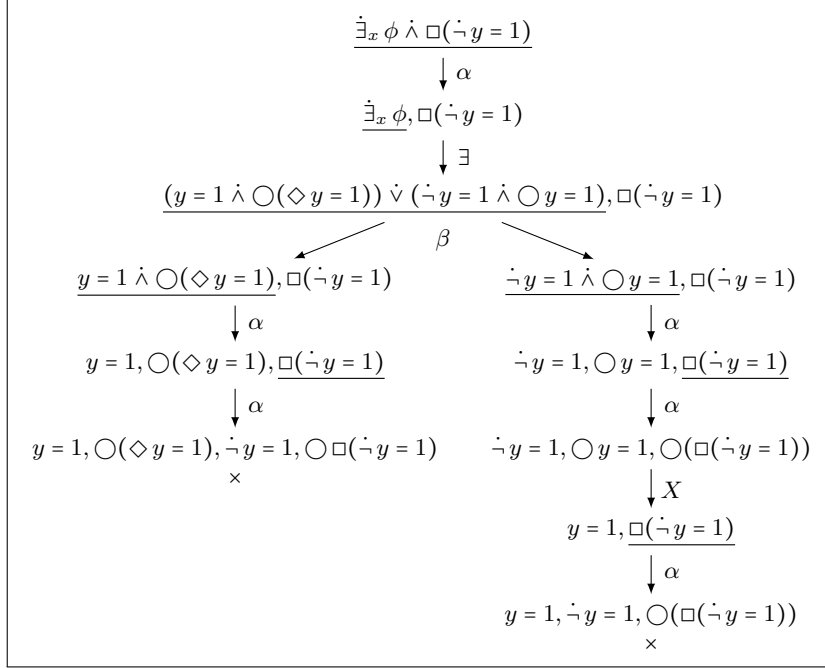 ∃̇ₓ ϕ ∧̇ □(¬̇ y = 1)
α
∃̇ₓ ϕ, □(¬̇ y = 1)
∃
(y = 1 ∧̇ ◯(◇ y = 1)) ∨̇ (¬̇ y = 1 ∧̇ ◯ y = 1), □(¬̇ y = 1)
β
y = 1 ∧̇ ◯(◇ y = 1), □(¬̇ y = 1) ¬̇ y = 1 ∧̇ ◯ y = 1, □(¬̇ y = 1)
α α
y = 1, ◯(◇ y = 1), □(¬̇ y = 1) ¬̇ y = 1, ◯ y = 1, □(¬̇ y = 1)
α α
y = 1, ◯(◇ y = 1), ¬̇ y = 1, ◯ □(¬̇ y = 1) ¬̇ y = 1, ◯ y = 1, ◯(□(¬̇ y = 1))
× X
y = 1, □(¬̇ y = 1)
α
y = 1, ¬̇ y = 1, ◯(□(¬̇ y = 1))
×